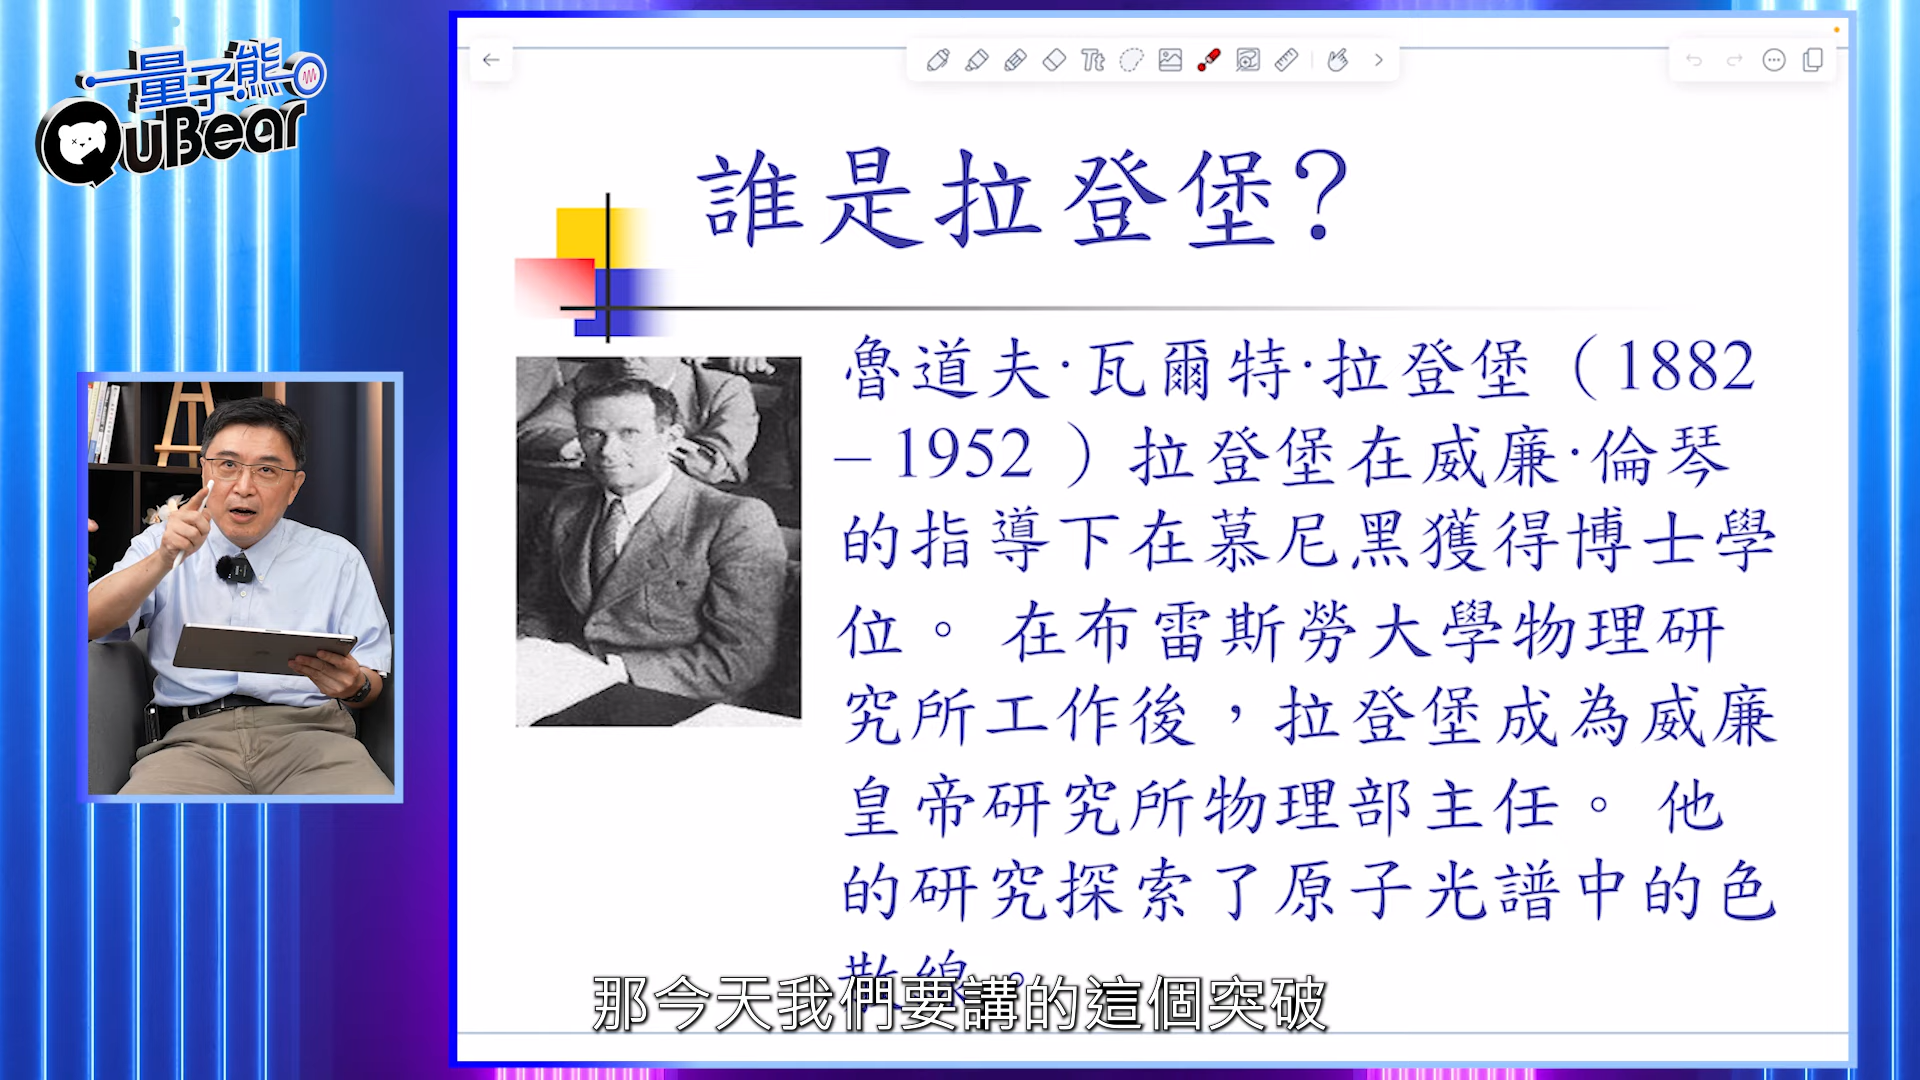 量子熊
QuBear
Tt
誰是拉登堡?
魯道夫·瓦爾特·拉登堡（1882
– 1952 ）拉登堡在威廉·倫琴
的指導下在慕尼黑獲得博士學
位。 在布雷斯勞大學物理研
究所工作後，拉登堡成為威廉
皇帝研究所物理部主任。 他
的研究探索了原子光譜中的色
散線。
那今天我們要講的這個突破